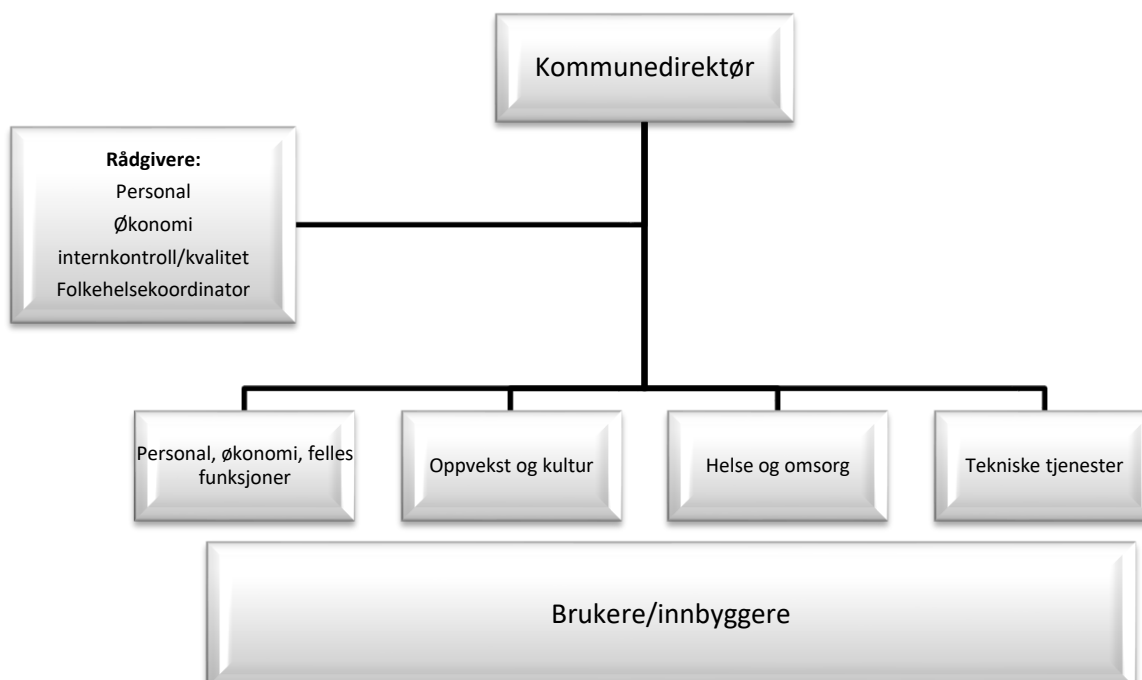 Kommunedirektør
Rådgivere:
Personal
Økonomi
internkontroll/kvalitet
Folkehelsekoordinator
Personal, økonomi, felles
funksjoner
Oppvekst og kultur
Helse og omsorg
Tekniske tjenester
Brukere/innbyggere